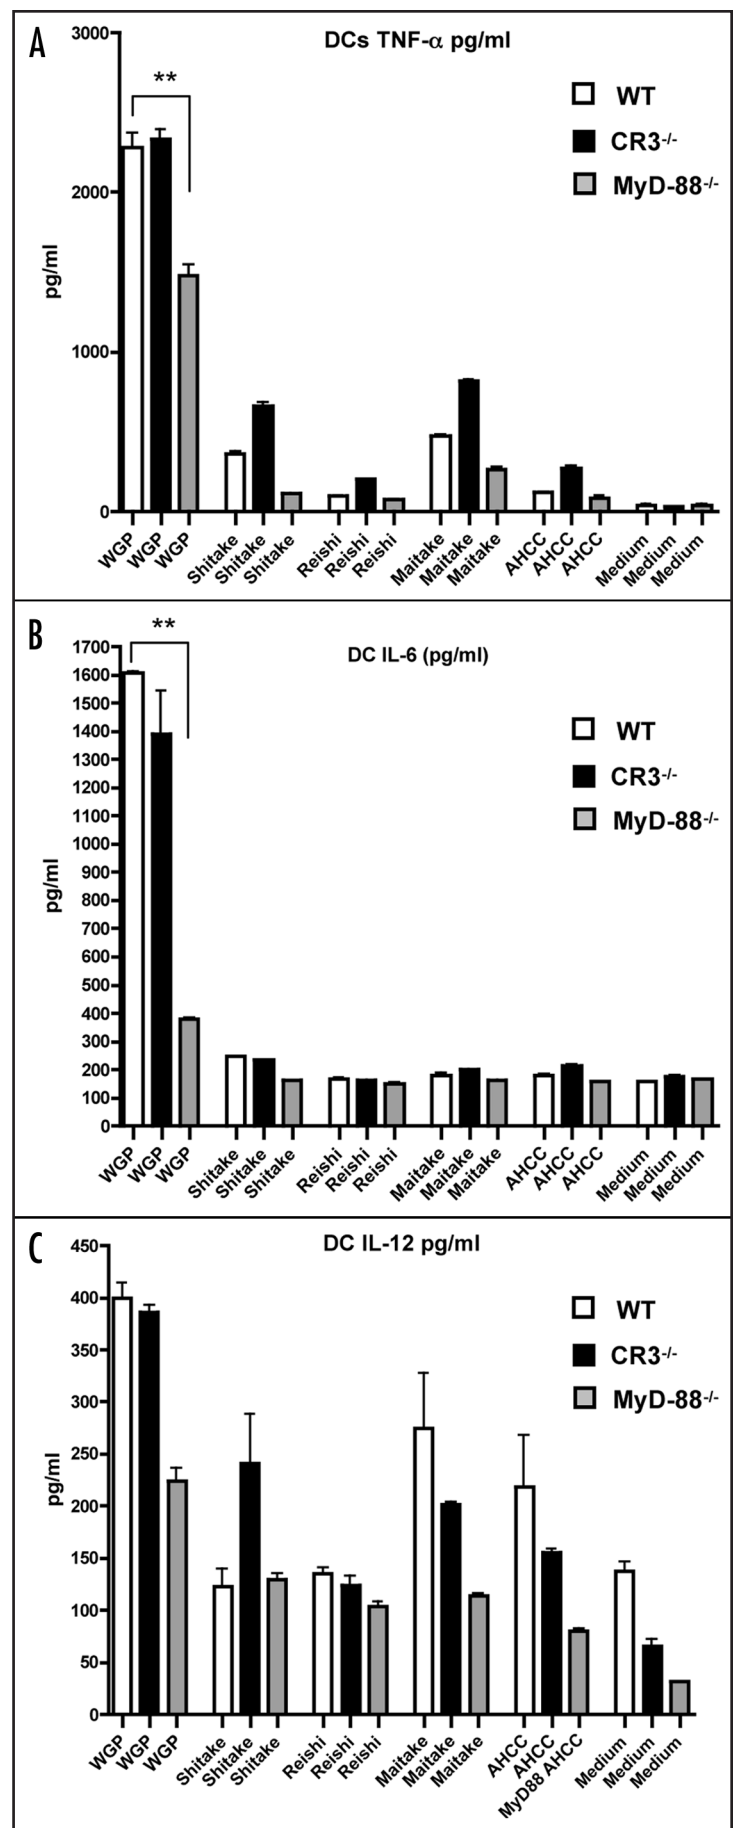 A
DCs TNF-α pg/ml
**
WT
CR3-/-
MyD-88-/-
pg/ml
3000
2000
1000
0
WGP WGP WGP Shitake Shitake Shitake Reishi Reishi Reishi Maitake Maitake Maitake AHCC AHCC AHCC Medium Medium Medium
B
DC IL-6 (pg/ml)
**
WT
CR3-/-
MyD-88-/-
pg/ml
1700
1600
1500
1400
1300
1200
1100
1000
900
800
700
600
500
400
300
200
100
0
WGP WGP WGP Shitake Shitake Shitake Reishi Reishi Reishi Maitake Maitake Maitake AHCC AHCC AHCC Medium Medium Medium
C
DC IL-12 pg/ml
WT
CR3-/-
MyD-88-/-
pg/ml
450
400
350
300
250
200
150
100
50
0
WGP WGP WGP Shitake Shitake Shitake Reishi Reishi Reishi Maitake Maitake Maitake AHCC AHCC MyD88 AHCC Medium Medium Medium